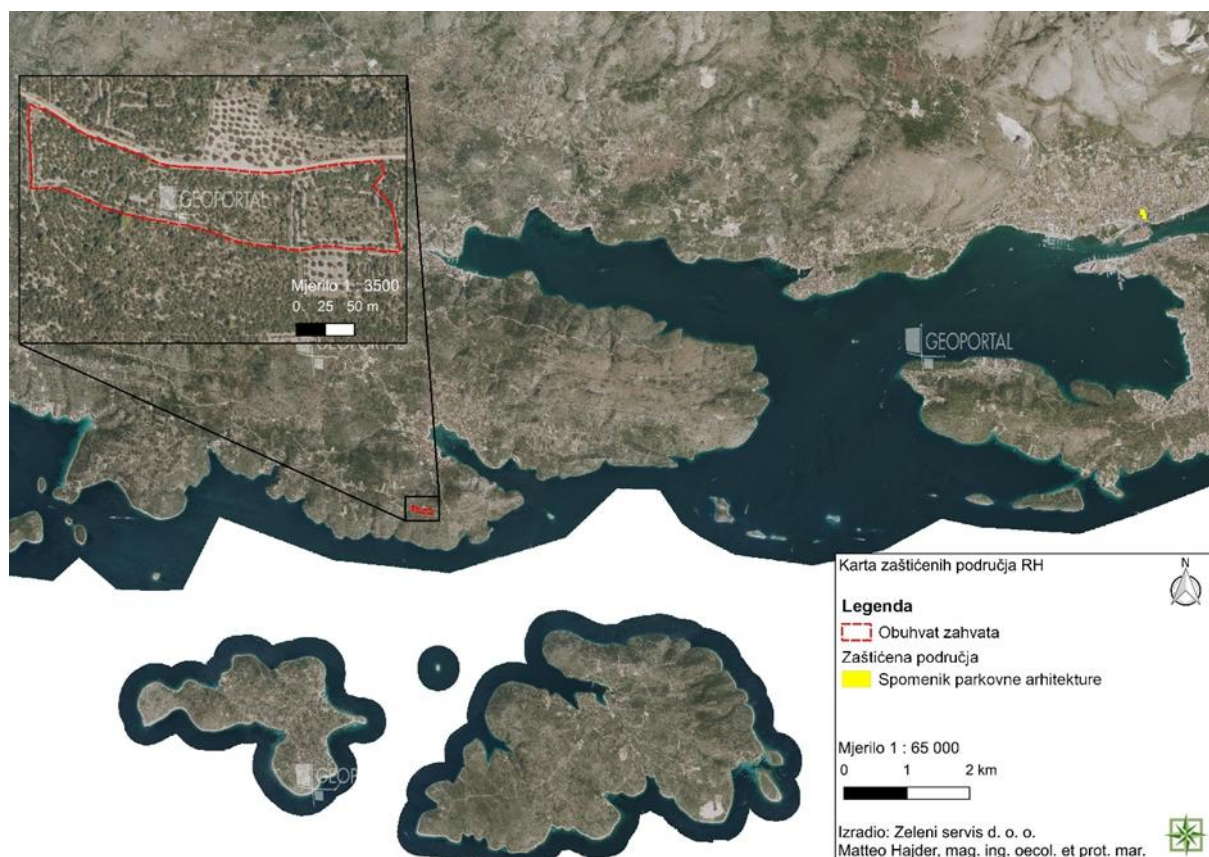 GEOPORTAL
Mjerilo 1 : 3500
0 25 50 m
GEOPORTAL
Karta zaštićenih područja RH
N
Legenda
Obuhvat zahvata
Zaštićena područja
Spomenik parkovne arhitekture
Mjerilo 1 : 65 000
0 1 2 km
Izradio: Zeleni servis d. o. o.
Matteo Hajder, mag. ing. oecol. et prot. mar.